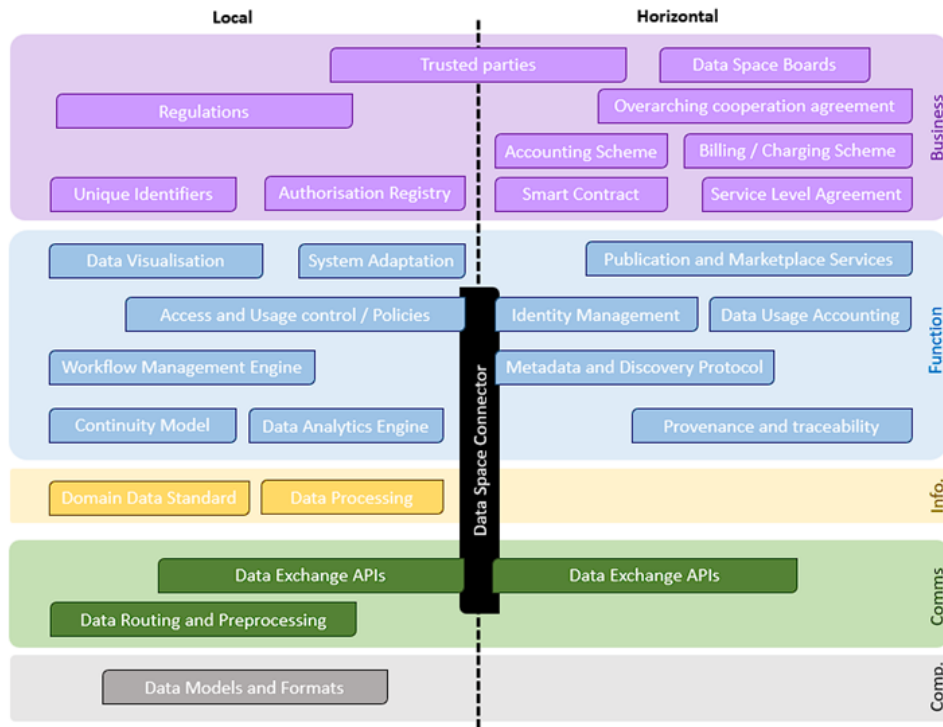 Local
Horizontal
Trusted parties
Data Space Boards
Regulations
Overarching cooperation agreement
Accounting Scheme
Billing / Charging Scheme
Unique Identifiers
Authorisation Registry
Smart Contract
Service Level Agreement
Business
Data Visualisation
System Adaptation
Publication and Marketplace Services
Access and Usage control / Policies
Identity Management
Data Usage Accounting
Workflow Management Engine
Metadata and Discovery Protocol
Continuity Model
Data Analytics Engine
Provenance and traceability
Function
Data Space Connector
Domain Data Standard
Data Processing
Info.
Data Exchange APIs
Data Exchange APIs
Data Routing and Preprocessing
Comms
Data Models and Formats
Comp.